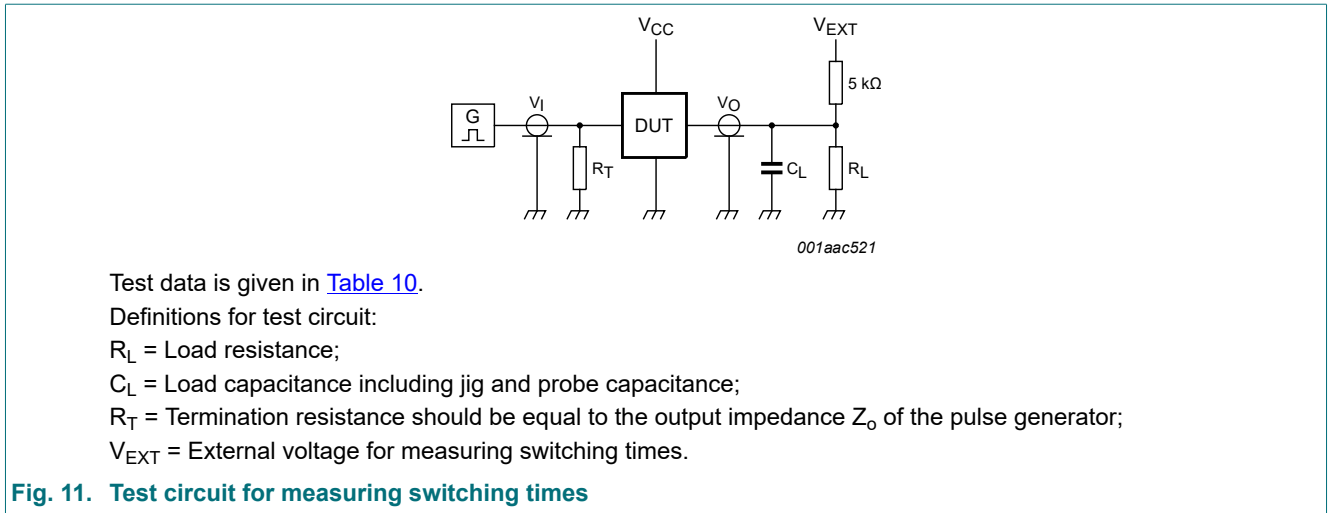 VCC
VEXT
5 kΩ
G
VI
DUT
VO
RT
CL
RL
001aac521
Test data is given in Table 10.
Definitions for test circuit:
RL = Load resistance;
CL = Load capacitance including jig and probe capacitance;
RT = Termination resistance should be equal to the output impedance Zo of the pulse generator;
VEXT = External voltage for measuring switching times.
Fig. 11. Test circuit for measuring switching times